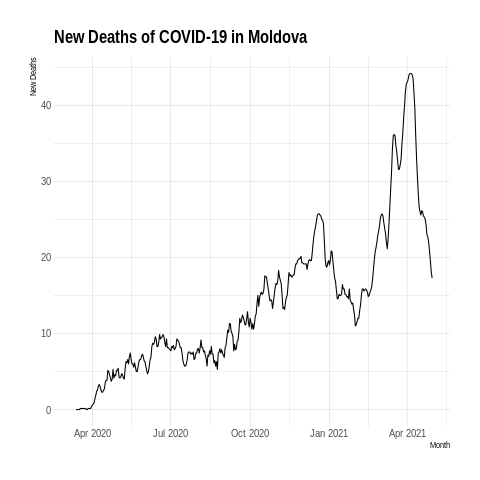 New Deaths of COVID-19 in Moldova
New Deaths
40
30
20
10
0
Apr 2020 Jul 2020 Oct 2020 Jan 2021 Apr 2021
Month